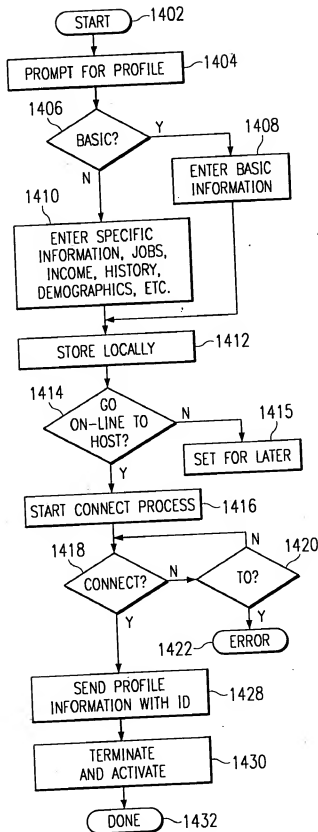 START
1402
PROMPT FOR PROFILE
1404
1406
BASIC?
Y
1408
N
ENTER BASIC
INFORMATION
1410
ENTER SPECIFIC
INFORMATION, JOBS,
INCOME, HISTORY,
DEMOGRAPHICS, ETC.
STORE LOCALLY
1412
1414
GO
ON-LINE TO
HOST?
N
1415
SET FOR LATER
Y
START CONNECT PROCESS
1416
1418
CONNECT?
N
N
1420
TO?
Y
Y
1422
ERROR
SEND PROFILE
INFORMATION WITH ID
1428
TERMINATE
AND ACTIVATE
1430
DONE
1432